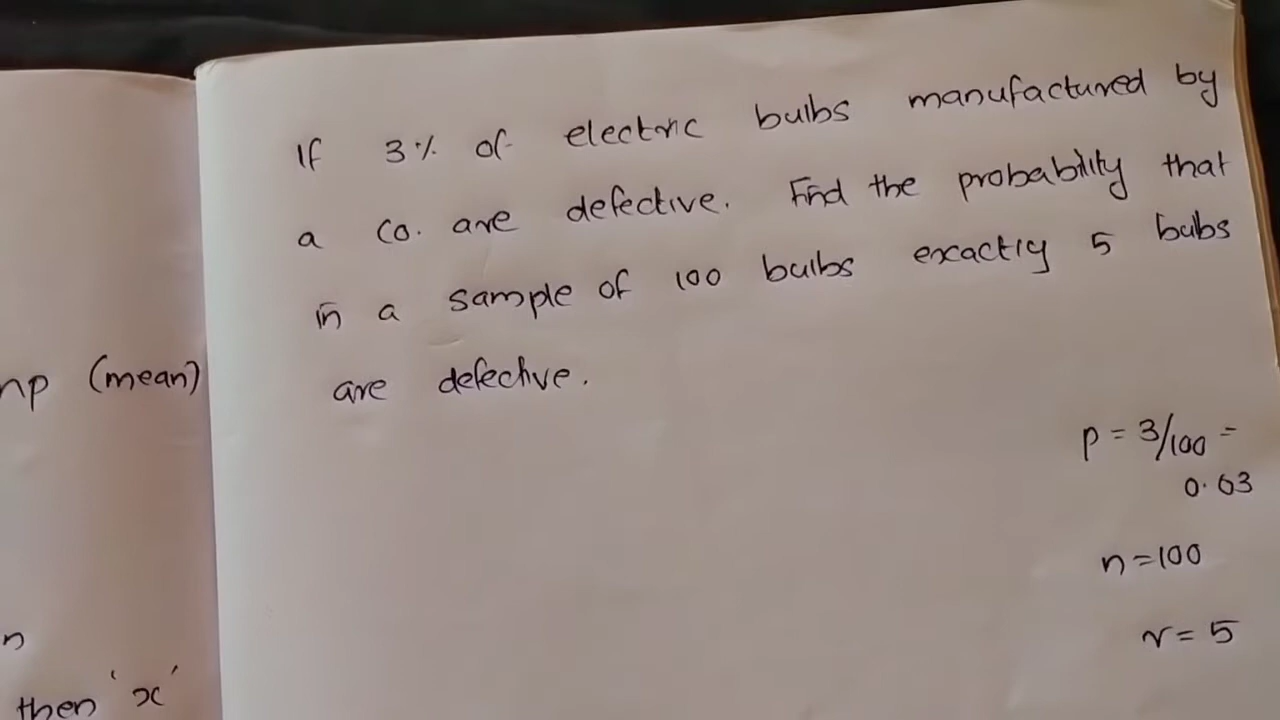 If 3% of electric bulbs manufactured by
a co. are defective. Find the probability that
in a sample of 100 bulbs exactly 5 bulbs
are defective.
np (mean)
p = 3/100 =
0.03
n = 100
r = 5
n
then 'x'